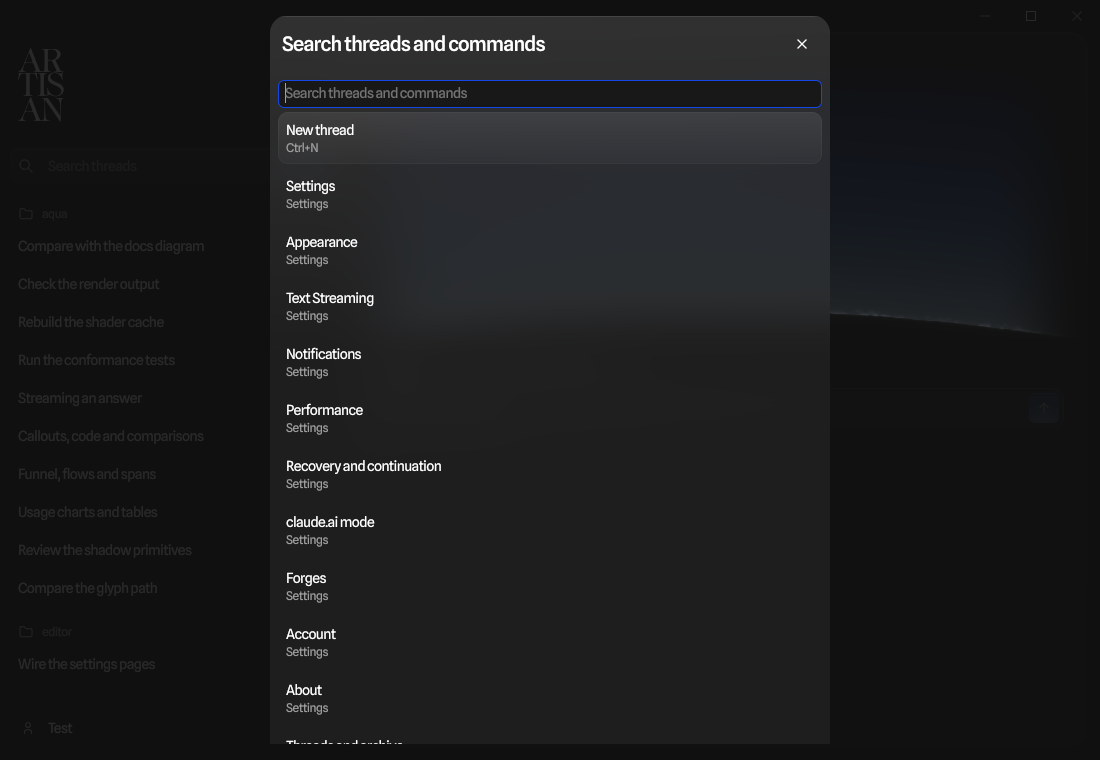 Search threads and commands
Search threads and commands
New thread
Ctrl+N
Settings
Settings
Appearance
Settings
Text Streaming
Settings
Notifications
Settings
Performance
Settings
Recovery and continuation
Settings
claude.ai mode
Settings
Forges
Settings
Account
Settings
About
Settings
Threads and archive
AR
TIS
AN
Search threads
aqua
Compare with the docs diagram
Check the render output
Rebuild the shader cache
Run the conformance tests
Streaming an answer
Callouts, code and comparisons
Funnel, flows and spans
Usage charts and tables
Review the shadow primitives
Compare the glyph path
editor
Wire the settings pages
Test